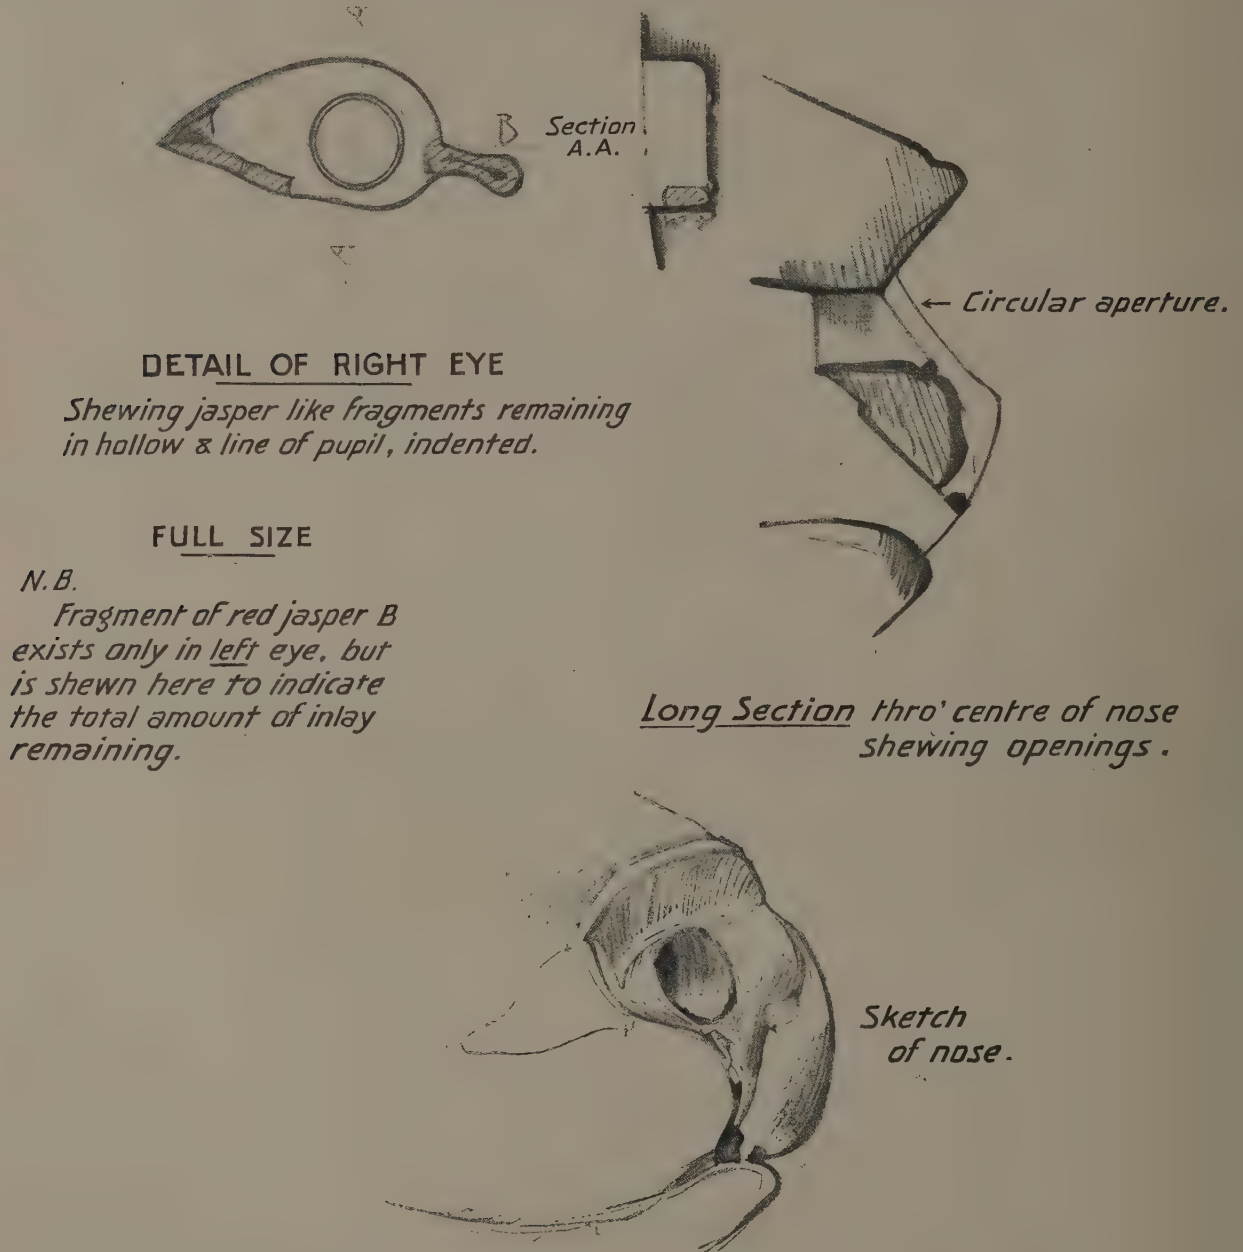 A
B
Section
A.A.
A
← Circular aperture.
DETAIL OF RIGHT EYE
Shewing jasper like fragments remaining
in hollow & line of pupil, indented.
FULL SIZE
N.B.
Fragment of red jasper B
exists only in left eye, but
is shewn here to indicate
the total amount of inlay
remaining.
Long Section thro' centre of nose
shewing openings.
Sketch
of nose.